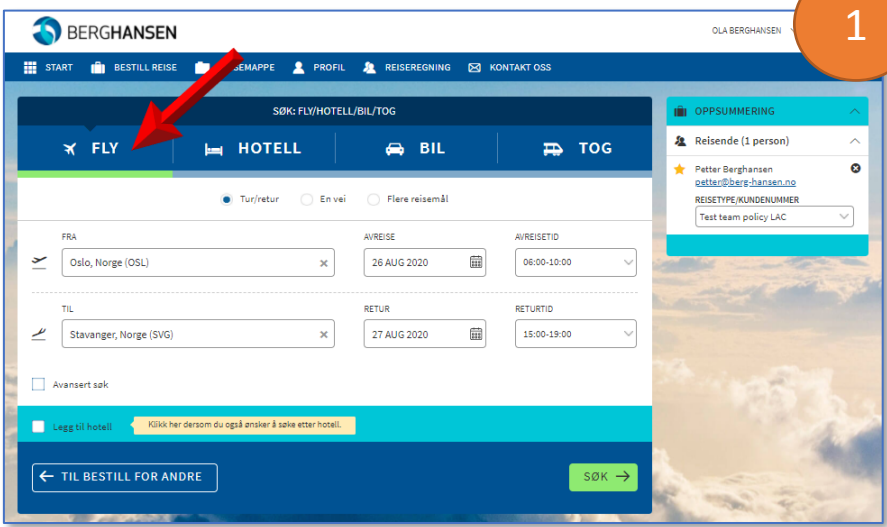 1
BERGHANSEN
OLA BERGHANSEN
START BESTILL REISE SEMAPPE PROFIL REISEREGNING KONTAKT OSS
SØK: FLY/HOTELL/BIL/TOG
FLY HOTELL BIL TOG
Tur/retur En vei Flere reisemål
FRA AVREISE AVREISETID
Oslo, Norge (OSL) 26 AUG 2020 06:00-10:00
TIL RETUR RETURTID
Stavanger, Norge (SVG) 27 AUG 2020 15:00-19:00
Avansert søk
Legg til hotell Klikk her dersom du også ønsker å søke etter hotell.
TIL BESTILL FOR ANDRE SØK
OPPSUMMERING
Reisende (1 person)
Petter Berghansen
petter@berg-hansen.no
REISETYPE/KUNDENUMMER
Test team policy LAC